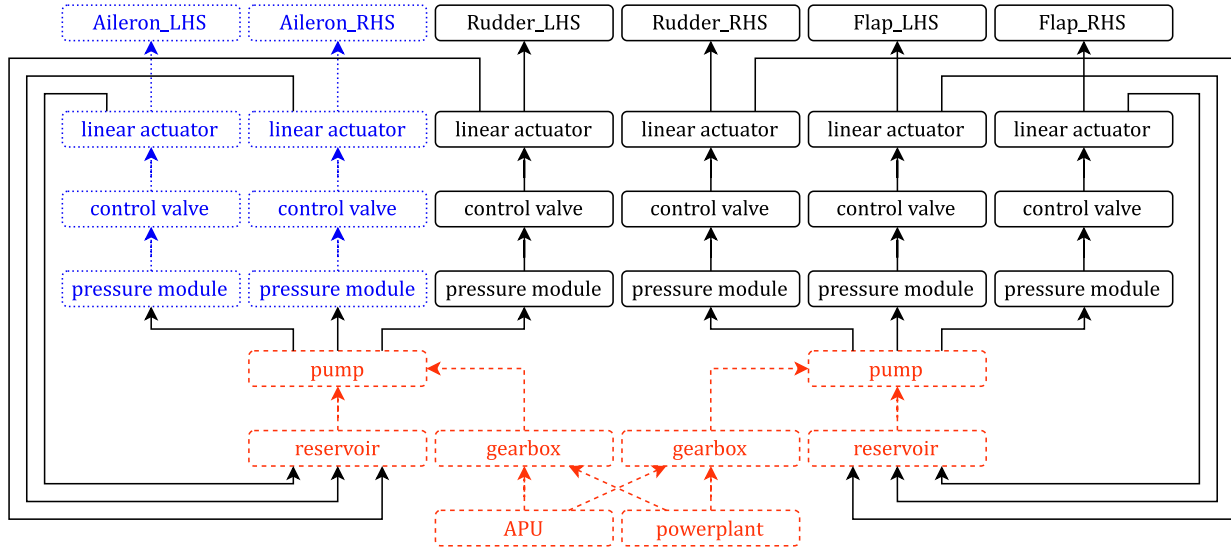 Aileron_LHS Aileron_RHS Rudder_LHS Rudder_RHS Flap_LHS Flap_RHS
linear actuator linear actuator linear actuator linear actuator linear actuator linear actuator
control valve control valve control valve control valve control valve control valve
pressure module pressure module pressure module pressure module pressure module pressure module
pump pump
reservoir gearbox gearbox reservoir
APU powerplant